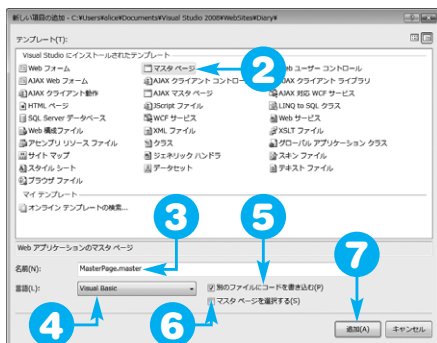 新しい項目の追加 - C:¥Users¥alice¥Documents¥Visual Studio 2008¥WebSites¥Diary¥
テンプレート(T):
Visual Studio にインストールされたテンプレート
Web フォーム
マスタ ページ
2
Web ユーザー コントロール
AJAX Web フォーム
AJAX クライアント コントロール
AJAX クライアント ライブラリ
AJAX クライアント動作
AJAX マスタ ページ
AJAX 対応 WCF サービス
HTML ページ
JScript ファイル
LINQ to SQL クラス
SQL Server データベース
WCF サービス
Web サービス
Web 構成ファイル
XML ファイル
XSLT ファイル
アセンブリ リソース ファイル
クラス
グローバル アプリケーション クラス
サイト マップ
ジェネリック ハンドラ
スキン ファイル
スタイル シート
データセット
テキスト ファイル
ブラウザ ファイル
マイ テンプレート
オンライン テンプレートの検索...
3
5
Web アプリケーションのマスタ ページ
7
名前(N):
MasterPage.master
言語(L):
Visual Basic
別のファイルにコードを書き込む(P)
マスタ ページを選択する(S)
4
6
追加(A)
キャンセル